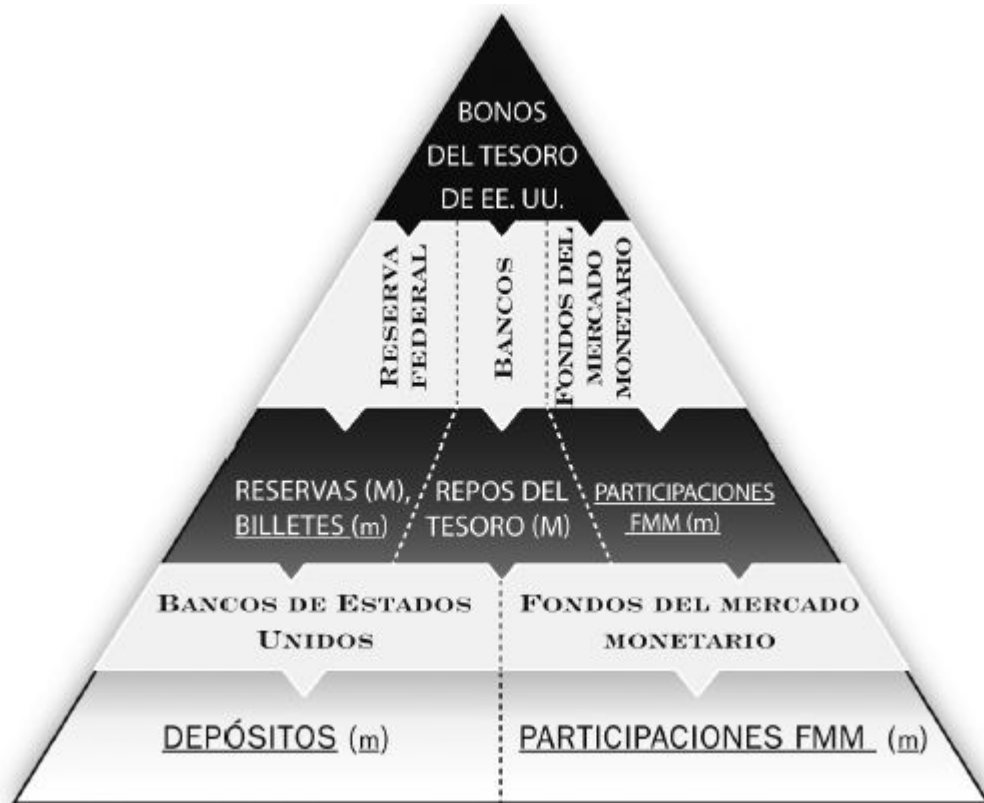 BONOS
DEL TESORO
DE EE. UU.
RESERVA
FEDERAL
BANCOS
FONDOS DEL
MERCADO
MONETARIO
RESERVAS (M),
BILLETES (m)
REPOS DEL
TESORO (M)
PARTICIPACIONES
FMM (m)
BANCOS DE ESTADOS
UNIDOS
FONDOS DEL MERCADO
MONETARIO
DEPÓSITOS (m)
PARTICIPACIONES FMM (m)